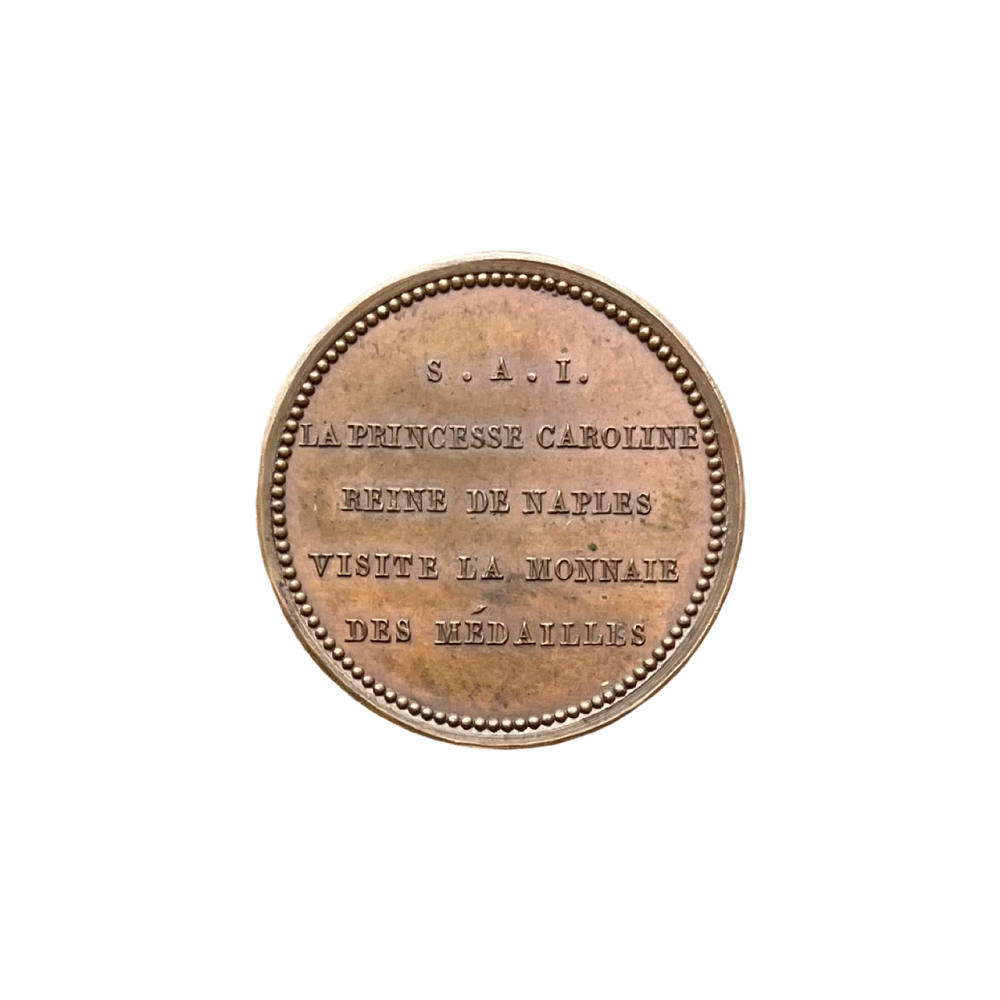 S. A. I.
LA PRINCESSE CAROLINE
REINE DE NAPLES
VISITE LA MONNAIE
DES MÉDAILLES